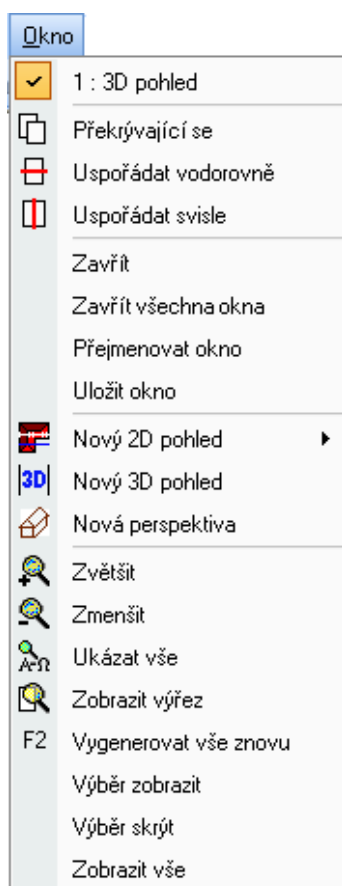 Okno
1 : 3D pohled
Překrývající se
Uspořádat vodorovně
Uspořádat svisle
Zavřít
Zavřít všechna okna
Přejmenovat okno
Uložit okno
Nový 2D pohled
3D Nový 3D pohled
Nová perspektiva
Zvětšit
Zmenšit
A-Ω Ukázat vše
Zobrazit výřez
F2 Vygenerovat vše znovu
Výběr zobrazit
Výběr skrýt
Zobrazit vše